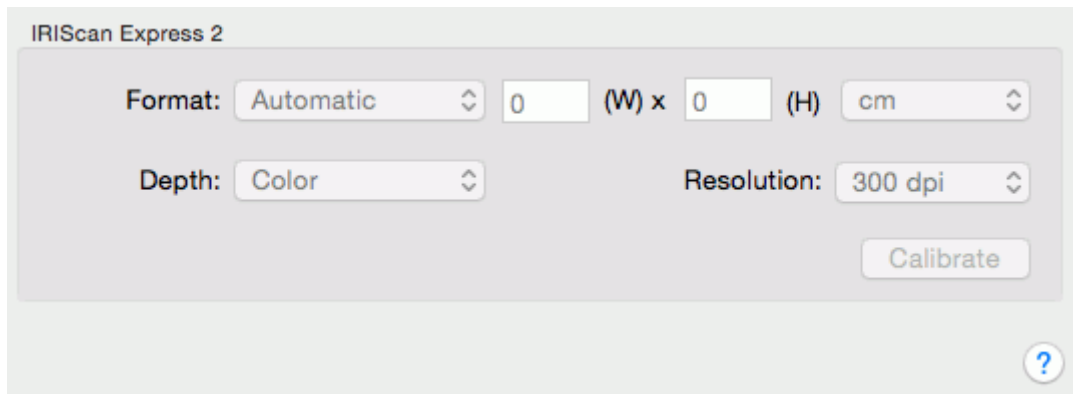 IRIScan Express 2
Format: Automatic 0 (W) x 0 (H) cm
Depth: Color Resolution: 300 dpi
Calibrate
?